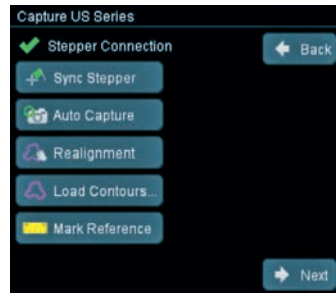 Capture US Series
Stepper Connection
Back
Sync Stepper
Auto Capture
Realignment
Load Contours...
Mark Reference
Next